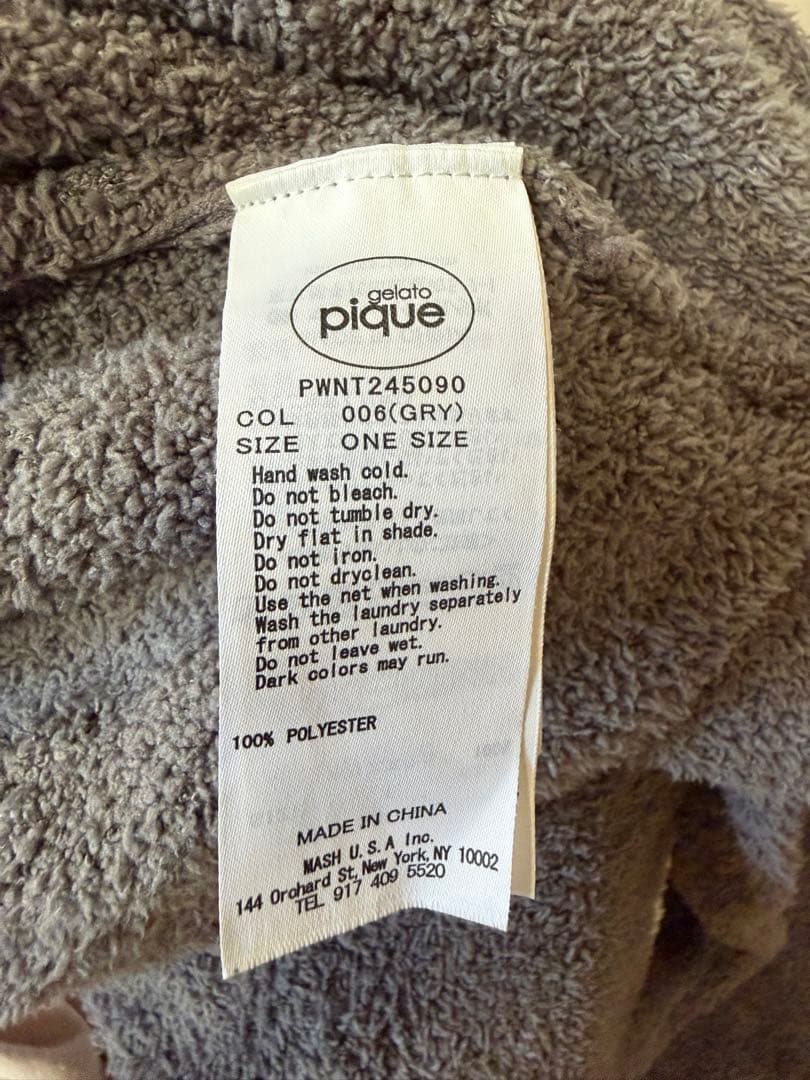 gelato
pique
PWNT245090
COL 006(GRY)
SIZE ONE SIZE
Hand wash cold.
Do not bleach.
Do not tumble dry.
Dry flat in shade.
Do not iron.
Do not dryclean.
Use the net when washing.
Wash the laundry separately
from other laundry.
Do not leave wet.
Dark colors may run.
100% POLYESTER
MADE IN CHINA
MASH U.S.A Inc.
144 Orohard St, New York, NY 10002
TEL 917 409 5520